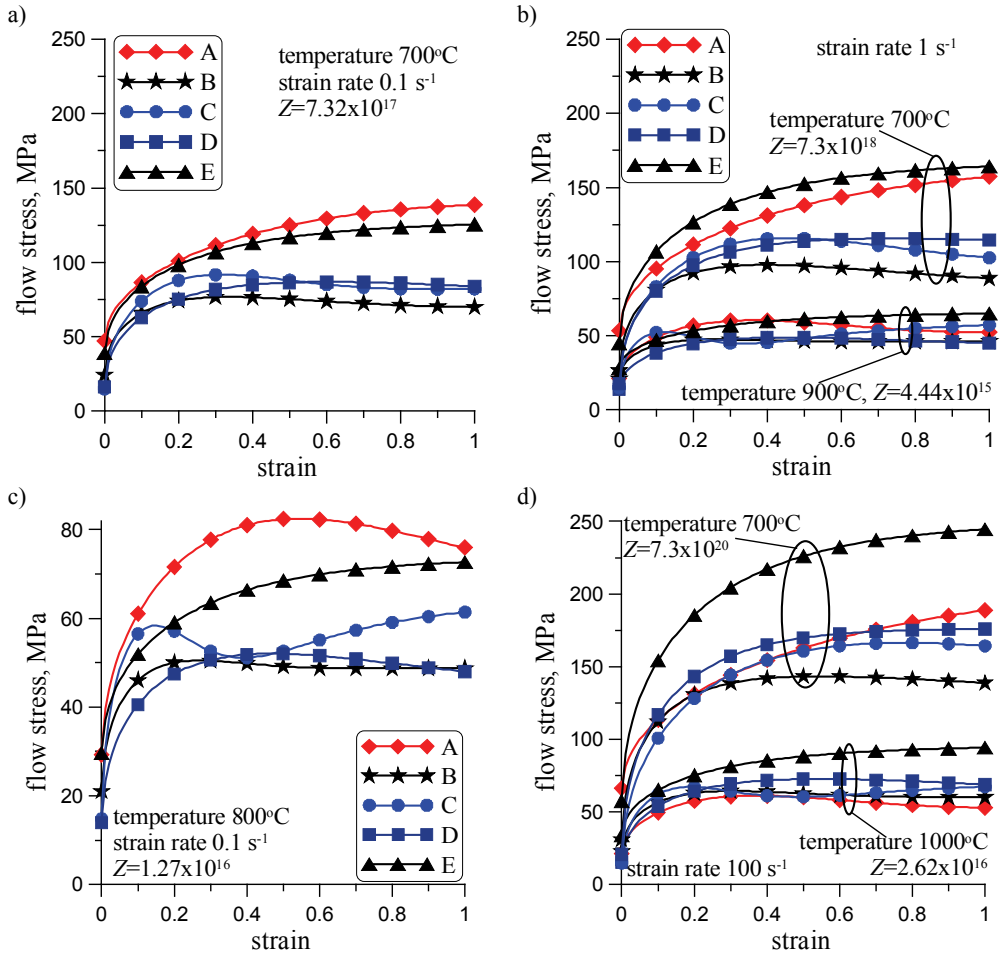 a)
250
200
150
100
50
0
flow stress, MPa
A
B
C
D
E
temperature 700°C
strain rate 0.1 s⁻¹
Z=7.32x10¹⁷
0 0.2 0.4 0.6 0.8 1
strain
b)
250
200
150
100
50
0
flow stress, MPa
A
B
C
D
E
strain rate 1 s⁻¹
temperature 700°C
Z=7.3x10¹⁸
temperature 900°C, Z=4.44x10¹⁵
0 0.2 0.4 0.6 0.8 1
strain
c)
80
60
40
20
0
flow stress, MPa
A
B
C
D
E
temperature 800°C
strain rate 0.1 s⁻¹
Z=1.27x10¹⁶
0 0.2 0.4 0.6 0.8 1
strain
d)
250
200
150
100
50
0
flow stress, MPa
temperature 700°C
Z=7.3x10²⁰
temperature 1000°C
strain rate 100 s⁻¹
Z=2.62x10¹⁶
0 0.2 0.4 0.6 0.8 1
strain